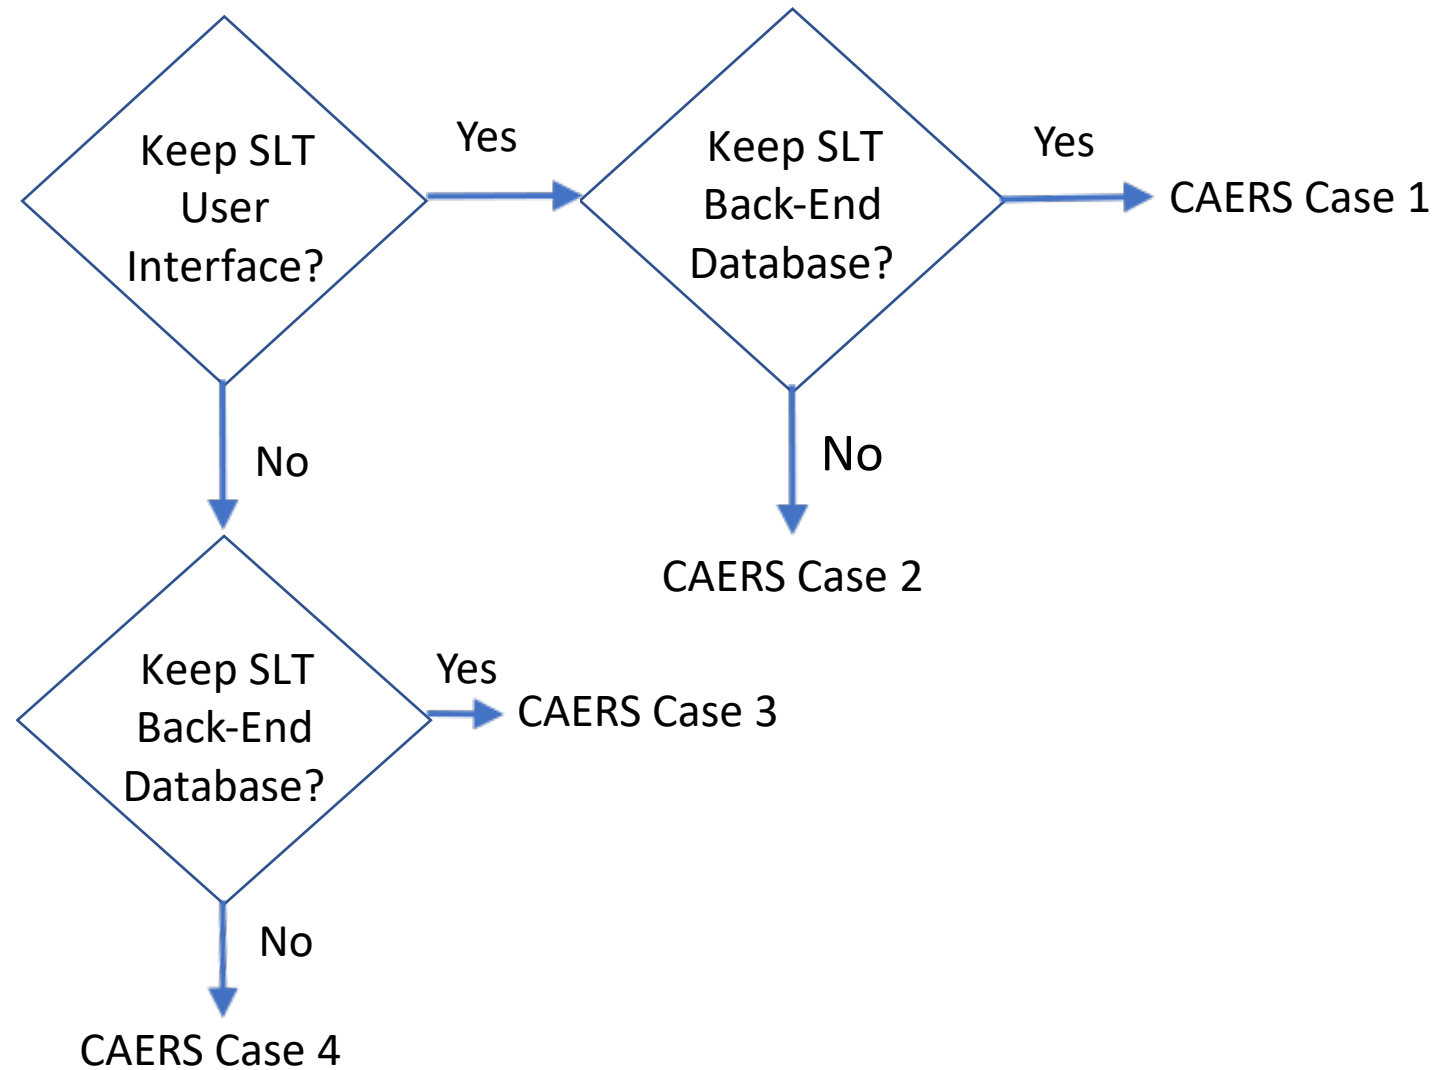 Keep SLT
User
Interface?
Yes
Keep SLT
Back-End
Database?
Yes
CAERS Case 1
No
No
CAERS Case 2
Keep SLT
Back-End
Database?
Yes
CAERS Case 3
No
CAERS Case 4